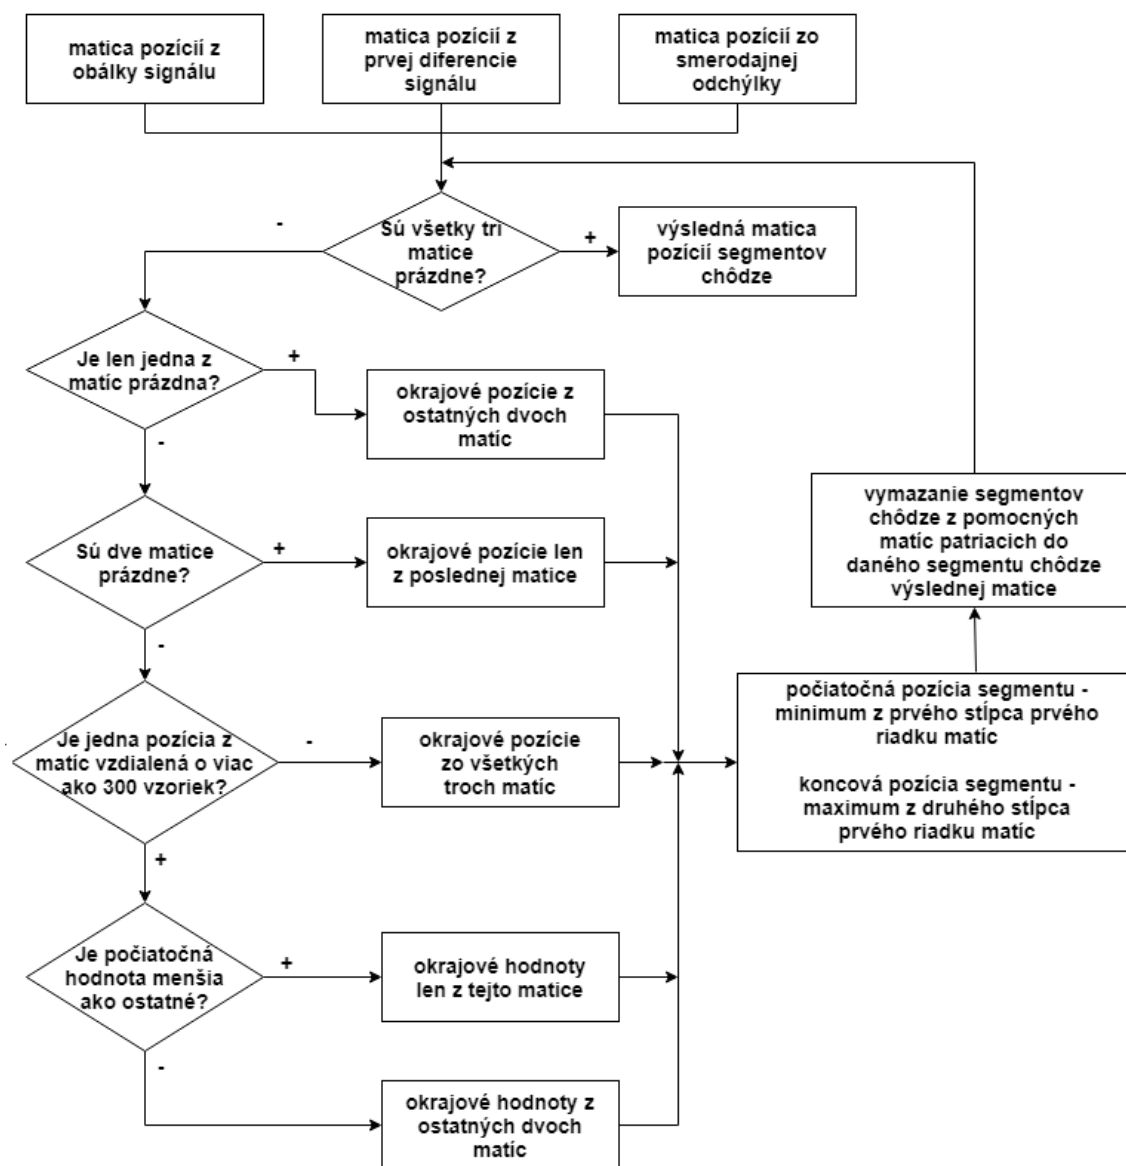 matica pozícií z
obálky signálu
matica pozícií z
prvej diferencie
signálu
matica pozícií zo
smerodajnej
odchýlky
-
Sú všetky tri
matice
prázdne?
+
výsledná matica
pozícií segmentov
chôdze
Je len jedna z
matíc prázdna?
+
okrajové pozície z
ostatných dvoch
matíc
-
Sú dve matice
prázdne?
+
okrajové pozície len
z poslednej matice
-
vymazanie segmentov
chôdze z pomocných
matíc patriacich do
daného segmentu chôdze
výslednej matice
Je jedna pozícia z
matíc vzdialená o viac
ako 300 vzoriek?
-
okrajové pozície
zo všetkých
troch matíc
počiatočná pozícia segmentu -
minimum z prvého stĺpca prvého
riadku matíc
koncová pozícia segmentu -
maximum z druhého stĺpca
prvého riadku matíc
+
Je počiatočná
hodnota menšia
ako ostatné?
+
okrajové hodnoty
len z tejto matice
-
okrajové hodnoty z
ostatných dvoch
matíc